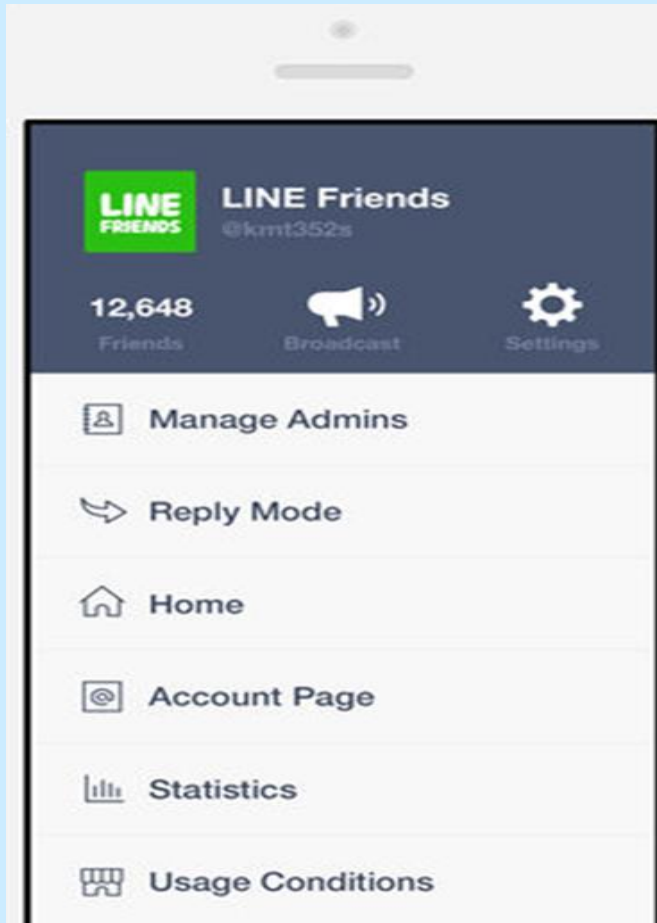 LINE
FRIENDS
LINE Friends
@kmt352s
12,648
Friends
Broadcast
Settings
Manage Admins
Reply Mode
Home
Account Page
Statistics
Usage Conditions